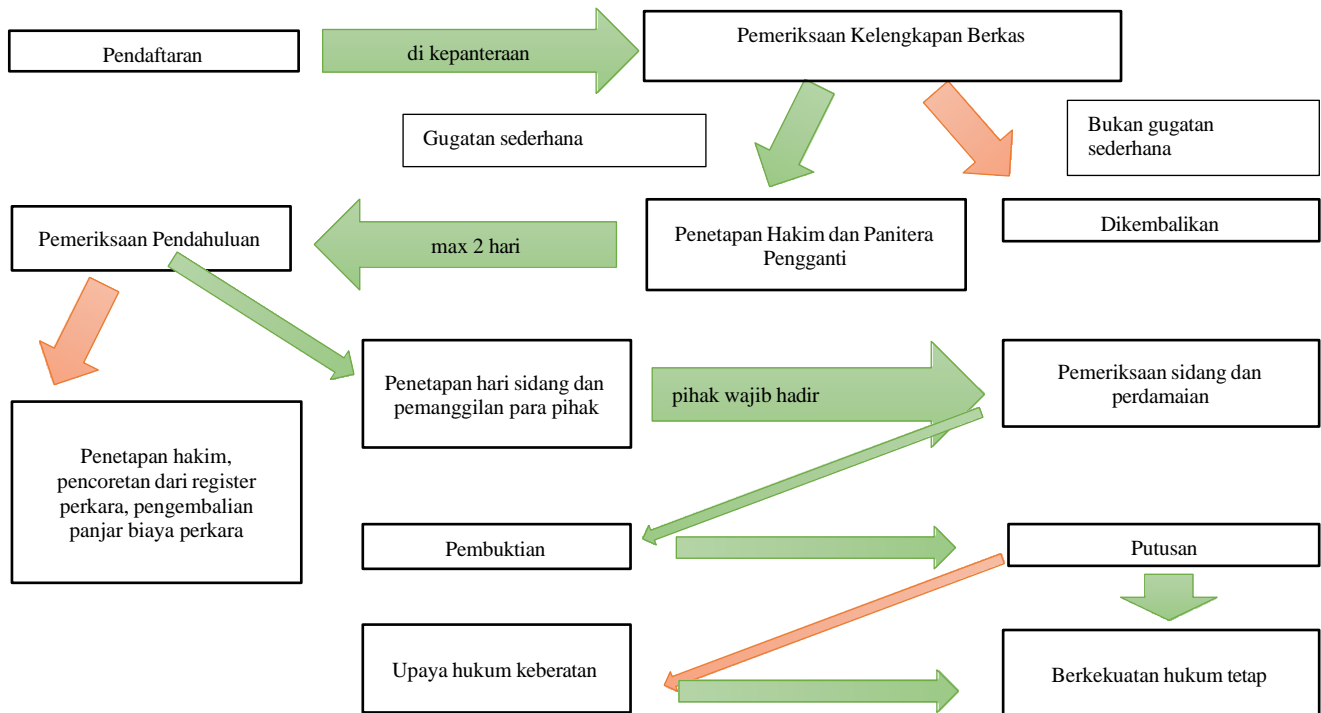 Pendaftaran
di kepanteraan
Pemeriksaan Kelengkapan Berkas
Gugatan sederhana
Bukan gugatan
sederhana
Pemeriksaan Pendahuluan
max 2 hari
Penetapan Hakim dan Panitera
Pengganti
Dikembalikan
Penetapan hari sidang dan
pemanggilan para pihak
pihak wajib hadir
Pemeriksaan sidang dan
perdamaian
Penetapan hakim,
pencoretan dari register
perkara, pengembalian
panjar biaya perkara
Pembuktian
Putusan
Upaya hukum keberatan
Berkekuatan hukum tetap